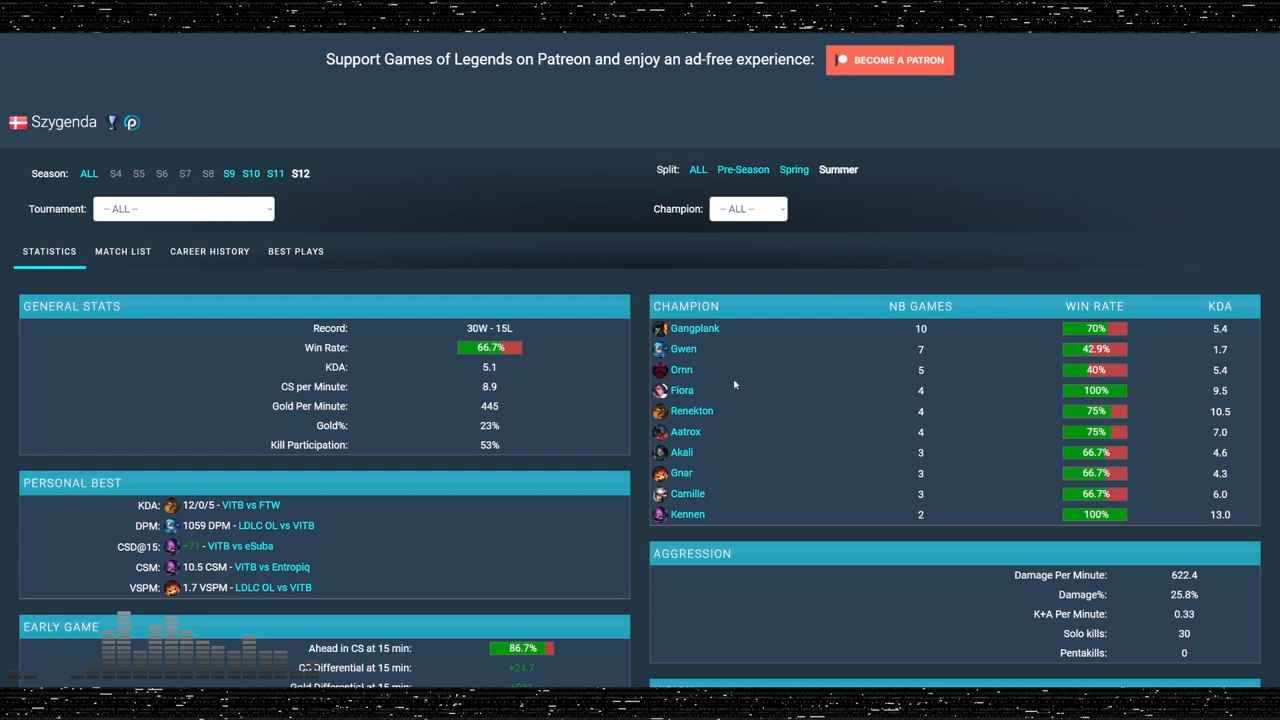 Support Games of Legends on Patreon and enjoy an ad-free experience: BECOME A PATRON
Szygenda
Season: ALL S4 S5 S6 S7 S8 S9 S10 S11 S12
Split: ALL Pre-Season Spring Summer
Tournament: -- ALL --
Champion: -- ALL --
STATISTICS MATCH LIST CAREER HISTORY BEST PLAYS
GENERAL STATS
Record: 30W - 15L
Win Rate: 66.7%
KDA: 5.1
CS per Minute: 8.9
Gold Per Minute: 445
Gold%: 23%
Kill Participation: 53%
PERSONAL BEST
KDA: 12/0/5 - VITB vs FTW
DPM: 1059 DPM - LDLC OL vs VITB
CSD@15: +71 - VITB vs eSuba
CSM: 10.5 CSM - VITB vs Entropiq
VSPM: 1.7 VSPM - LDLC OL vs VITB
EARLY GAME
Ahead in CS at 15 min: 86.7%
CS Differential at 15 min: +24.7
Gold Differential at 15 min:
CHAMPION NB GAMES WIN RATE KDA
Gangplank 10 70% 5.4
Gwen 7 42.9% 1.7
Ornn 5 40% 5.4
Fiora 4 100% 9.5
Renekton 4 75% 10.5
Aatrox 4 75% 7.0
Akali 3 66.7% 4.6
Gnar 3 66.7% 4.3
Camille 3 66.7% 6.0
Kennen 2 100% 13.0
AGGRESSION
Damage Per Minute: 622.4
Damage%: 25.8%
K+A Per Minute: 0.33
Solo kills: 30
Pentakills: 0